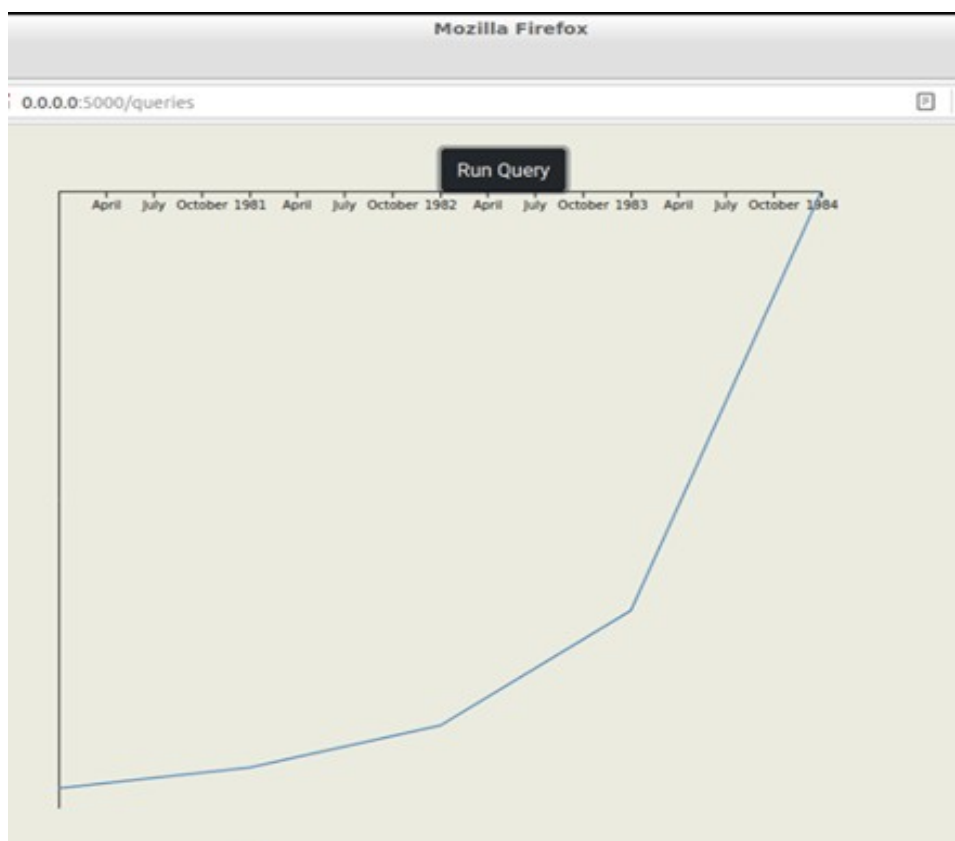 Mozilla Firefox
0.0.0.0:5000/queries
Run Query
April July October 1981 April July October 1982 April July October 1983 April July October 1984